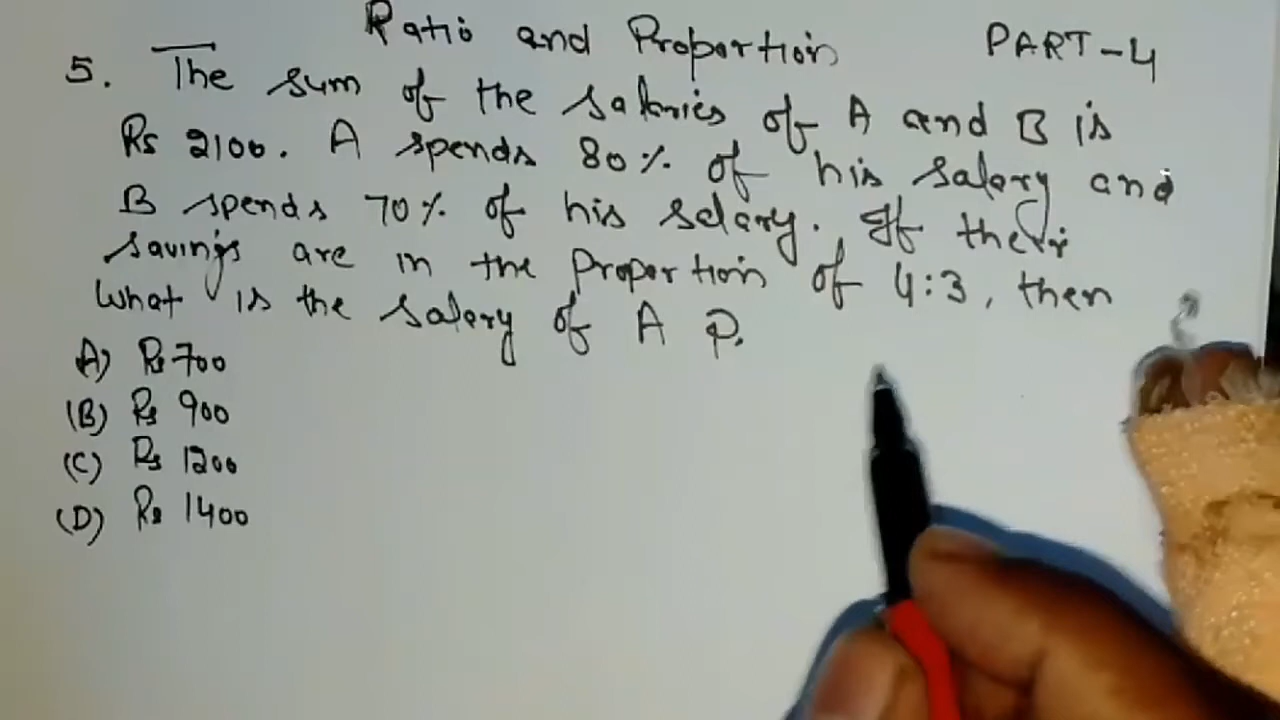 Ratio and Proportion PART-4
5. The sum of the salaries of A and B is
Rs 2100. A spends 80% of his salary and
B spends 70% of his salary. If their
savings are in the proportion of 4:3, then
what is the salary of A ?
A) Rs 700
(B) Rs 900
(C) Rs 1200
(D) Rs 1400